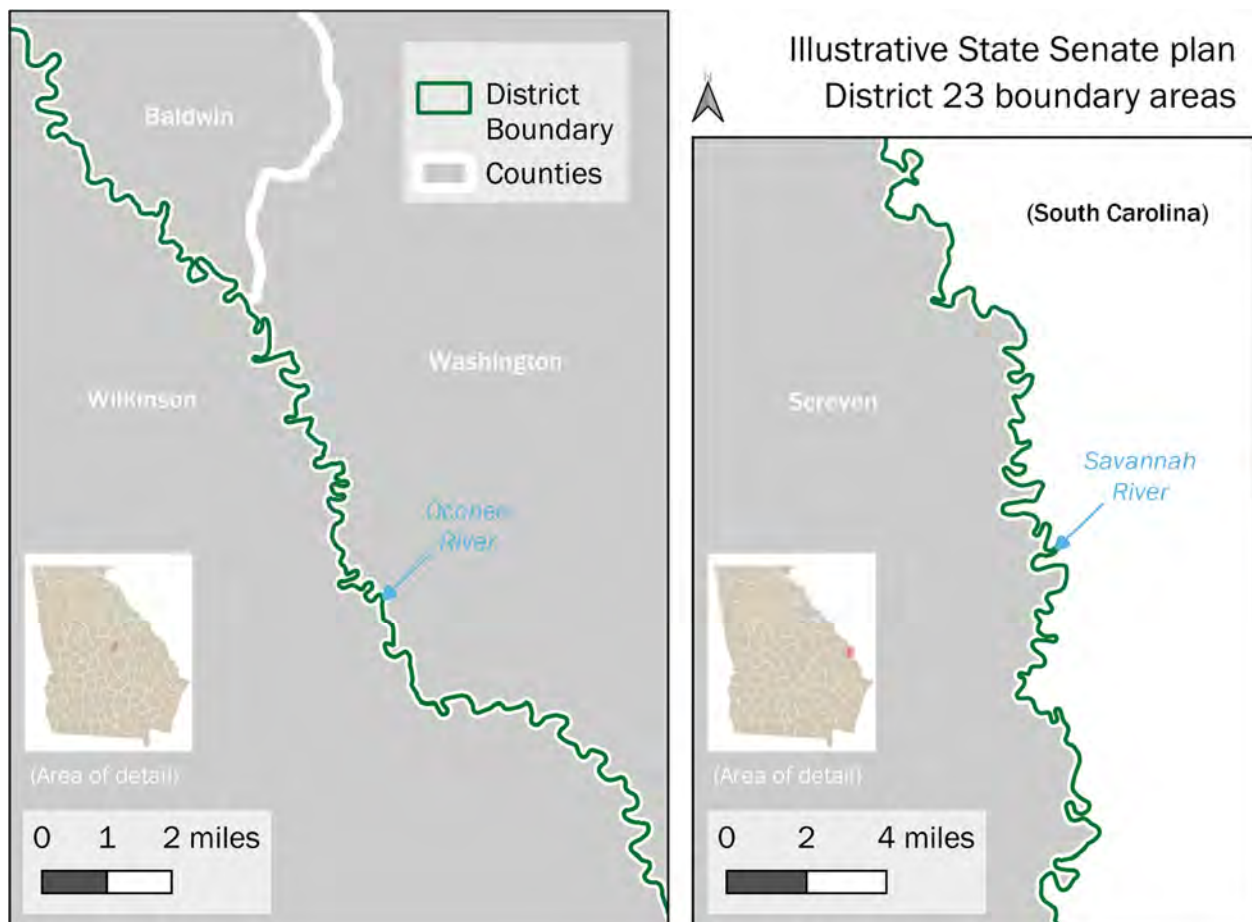 Illustrative State Senate plan
District 23 boundary areas
N
District
Boundary
Counties
Baldwin
Washington
Wilkinson
Oconee
River
(Area of detail)
0 1 2 miles
(South Carolina)
Screven
Savannah
River
(Area of detail)
0 2 4 miles